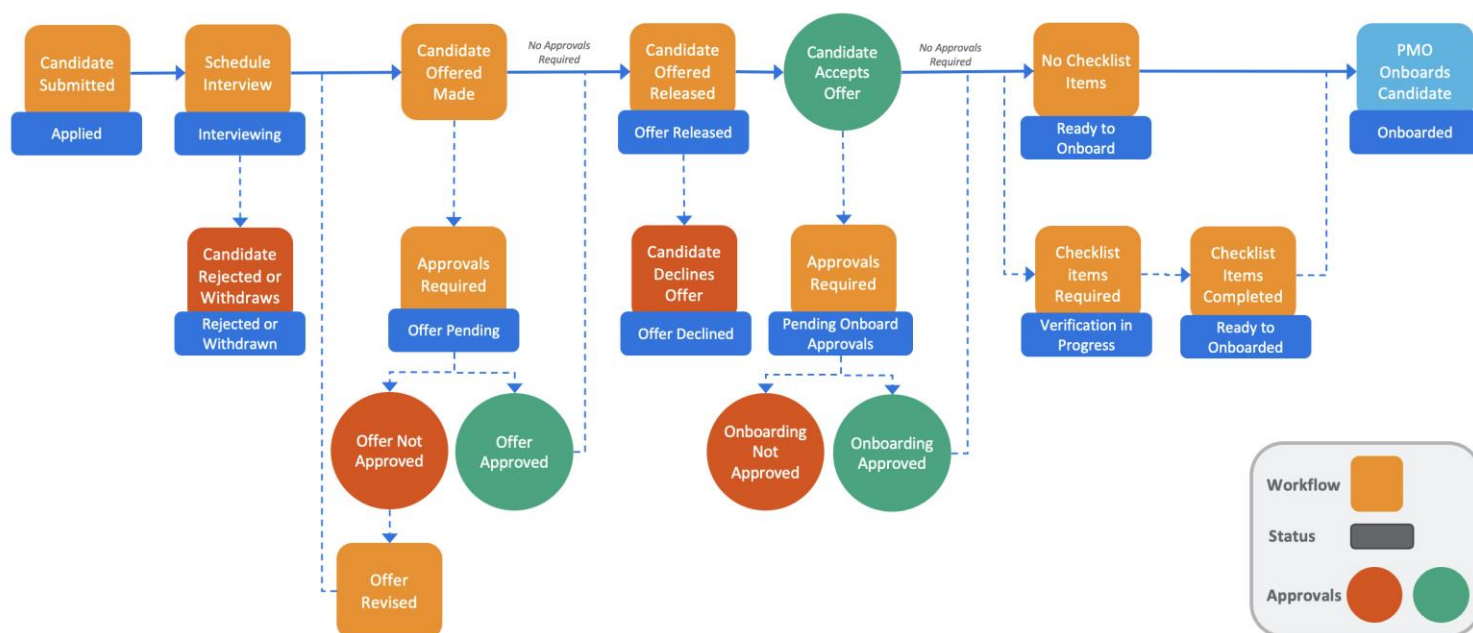 Candidate
Submitted
Applied
Schedule
Interview
Interviewing
Candidate
Offered
Made
No Approvals
Required
Candidate
Offered
Released
Offer Released
Candidate
Accepts
Offer
No Approvals
Required
No Checklist
Items
Ready to
Onboard
PMO
Onboards
Candidate
Onboarded
Candidate
Rejected or
Withdraws
Rejected or
Withdrawn
Approvals
Required
Offer Pending
Candidate
Declines
Offer
Offer Declined
Approvals
Required
Pending Onboard
Approvals
Checklist
items
Required
Verification in
Progress
Checklist
Items
Completed
Ready to
Onboarded
Offer Not
Approved
Offer
Approved
Onboarding
Not
Approved
Onboarding
Approved
Offer
Revised
Workflow
Status
Approvals